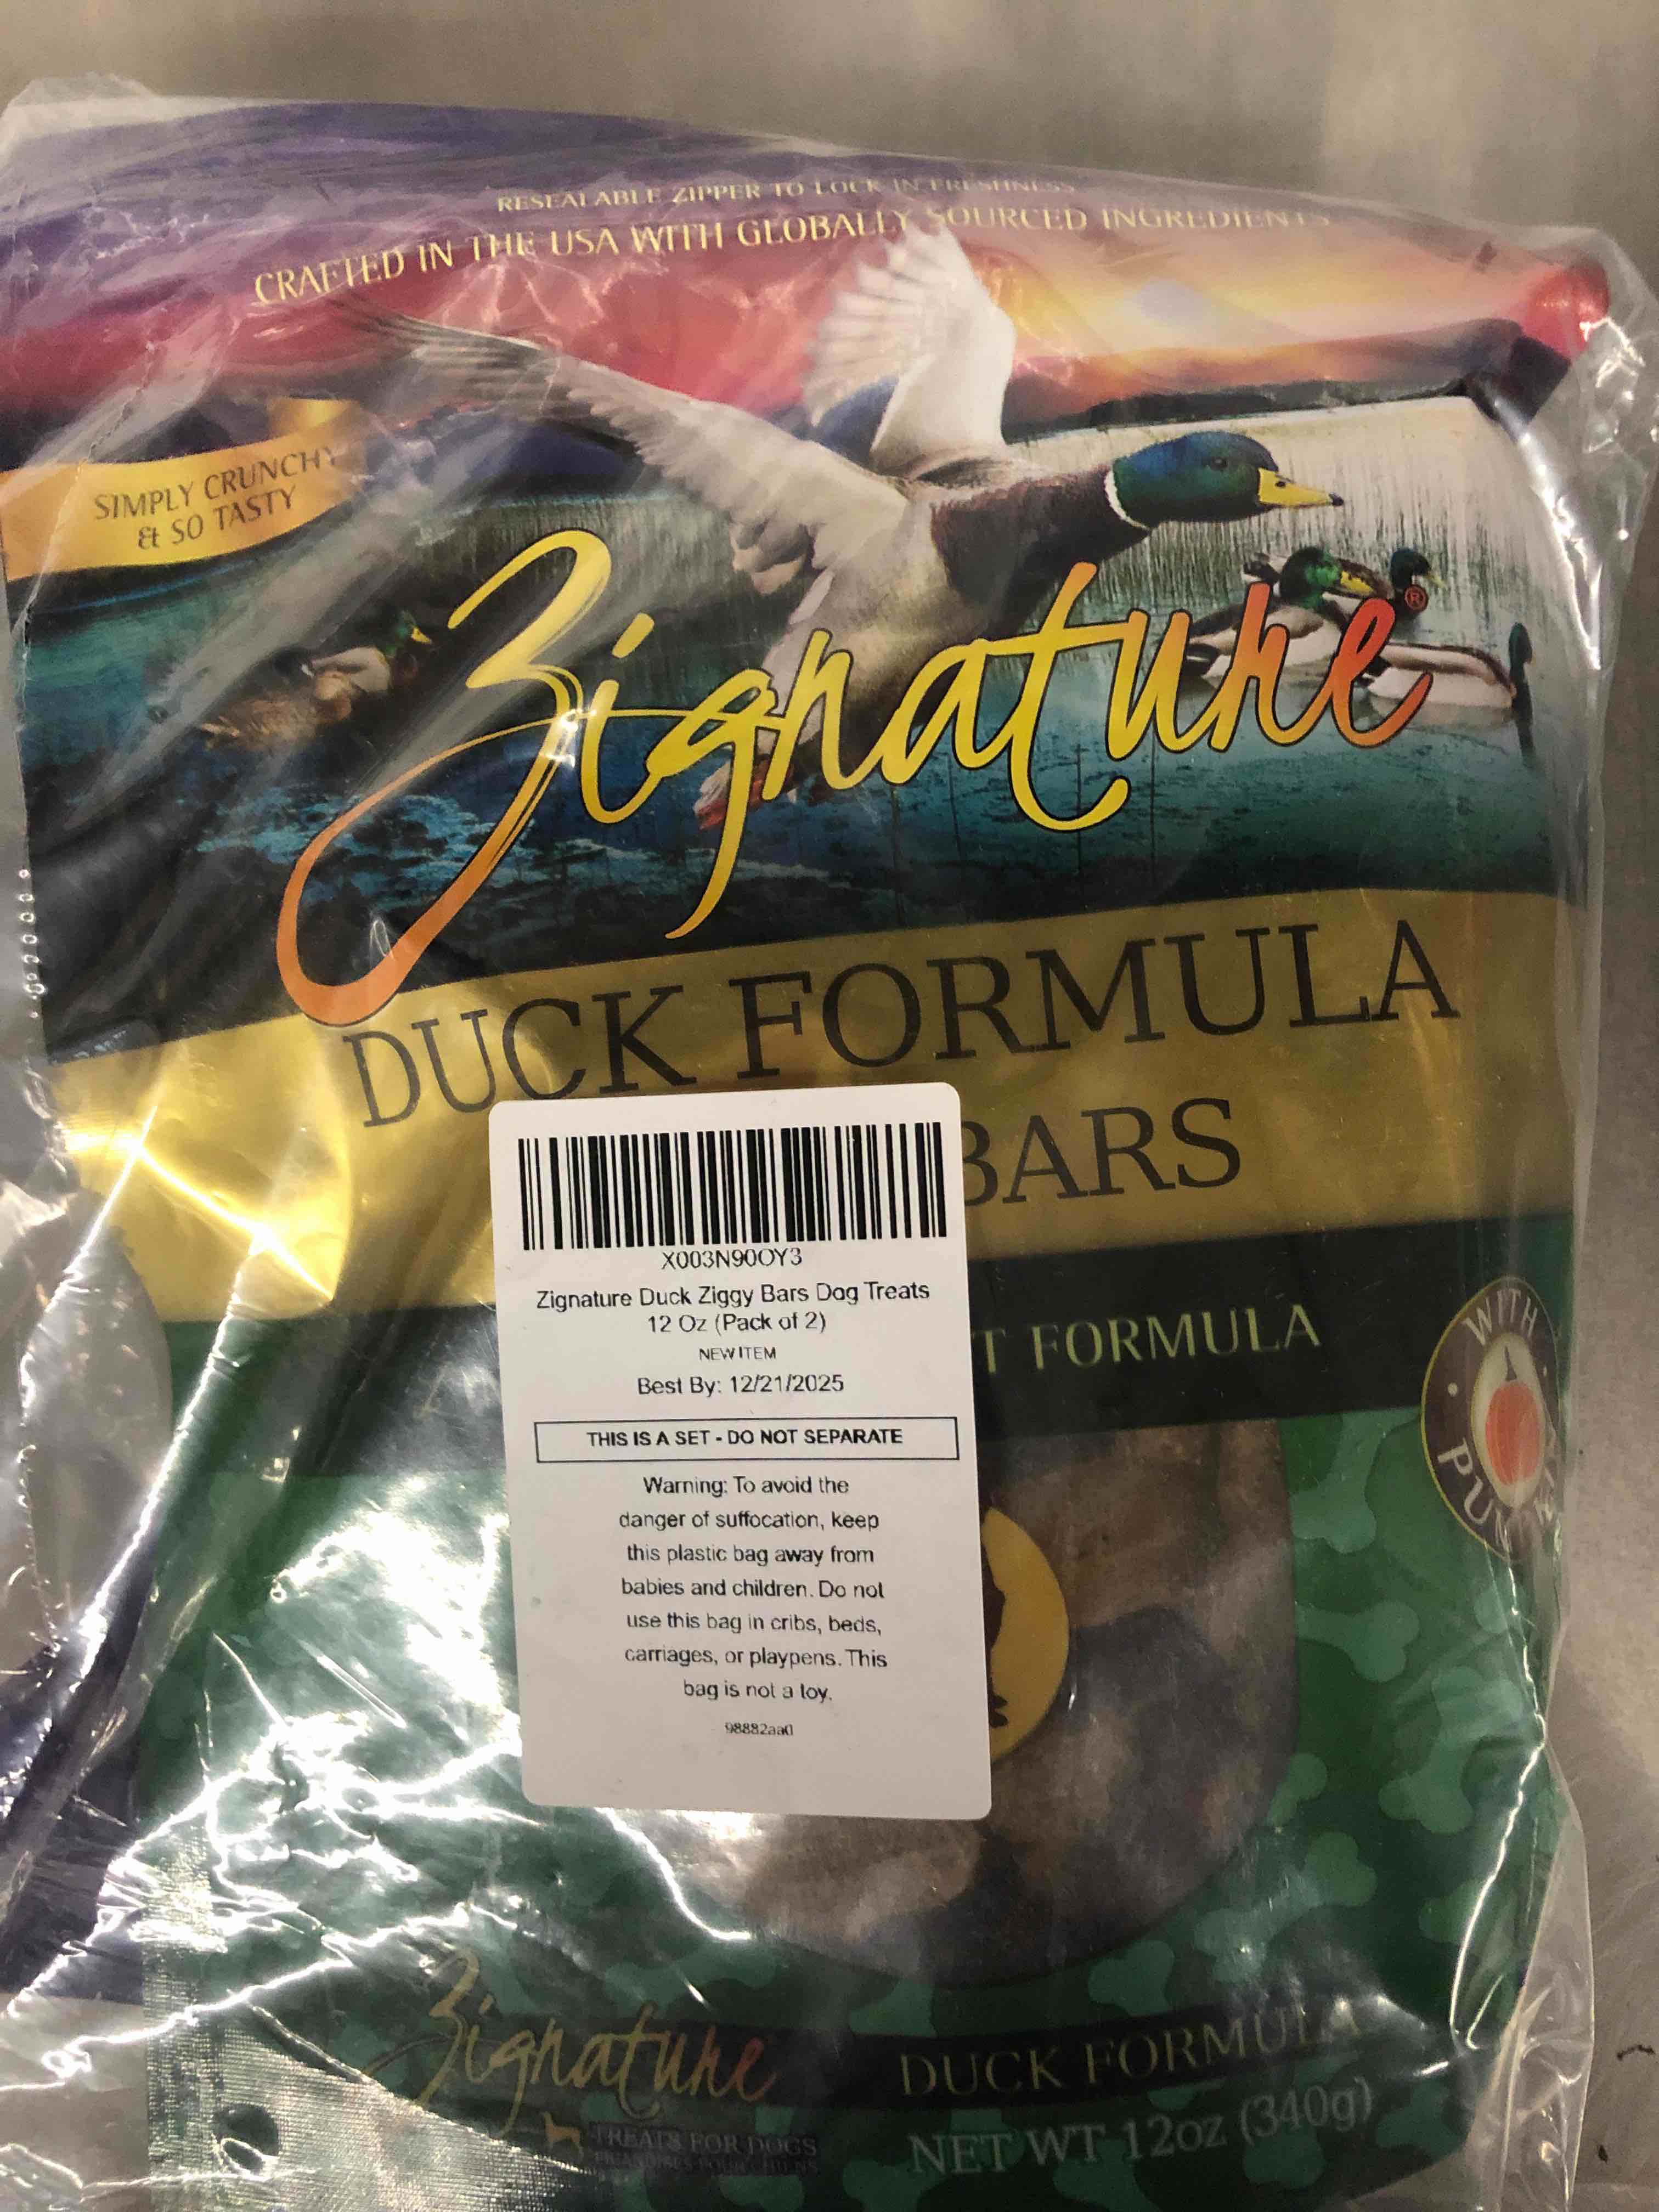 RESEALABLE ZIPPER TO LOCK IN FRESHNESS
CRAFTED IN THE USA WITH GLOBALLY SOURCED INGREDIENTS
SIMPLY CRUNCHY
& SO TASTY
Zignature®
DUCK FORMULA
BARS
X003N90OY3
Zignature Duck Ziggy Bars Dog Treats
12 Oz (Pack of 2)
NEW ITEM
Best By: 12/21/2025
THIS IS A SET - DO NOT SEPARATE
Warning: To avoid the
danger of suffocation, keep
this plastic bag away from
babies and children. Do not
use this bag in cribs, beds,
carriages, or playpens. This
bag is not a toy.
98882aa0
FORMULA
WITH
Zignature
TREATS FOR DOGS
FRIANDISES POUR CHIENS
DUCK FORMULA
NET WT 12oz (340g)